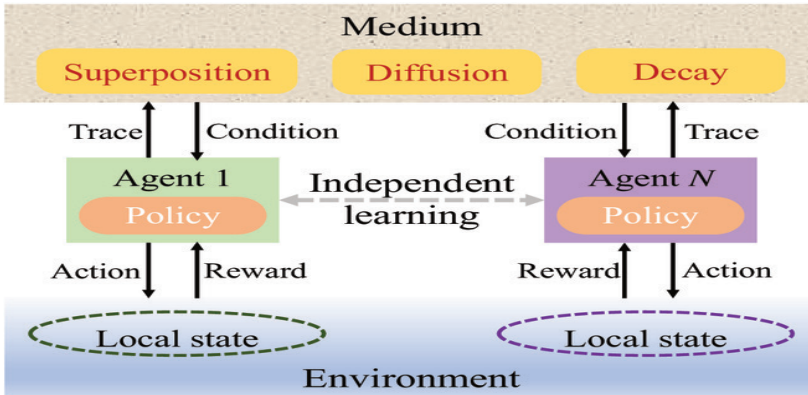 Medium
Superposition Diffusion Decay
Trace Condition Condition Trace
Agent 1 Agent N
Independent
Policy Policy
learning
Action Reward Reward Action
Local state Local state
Environment